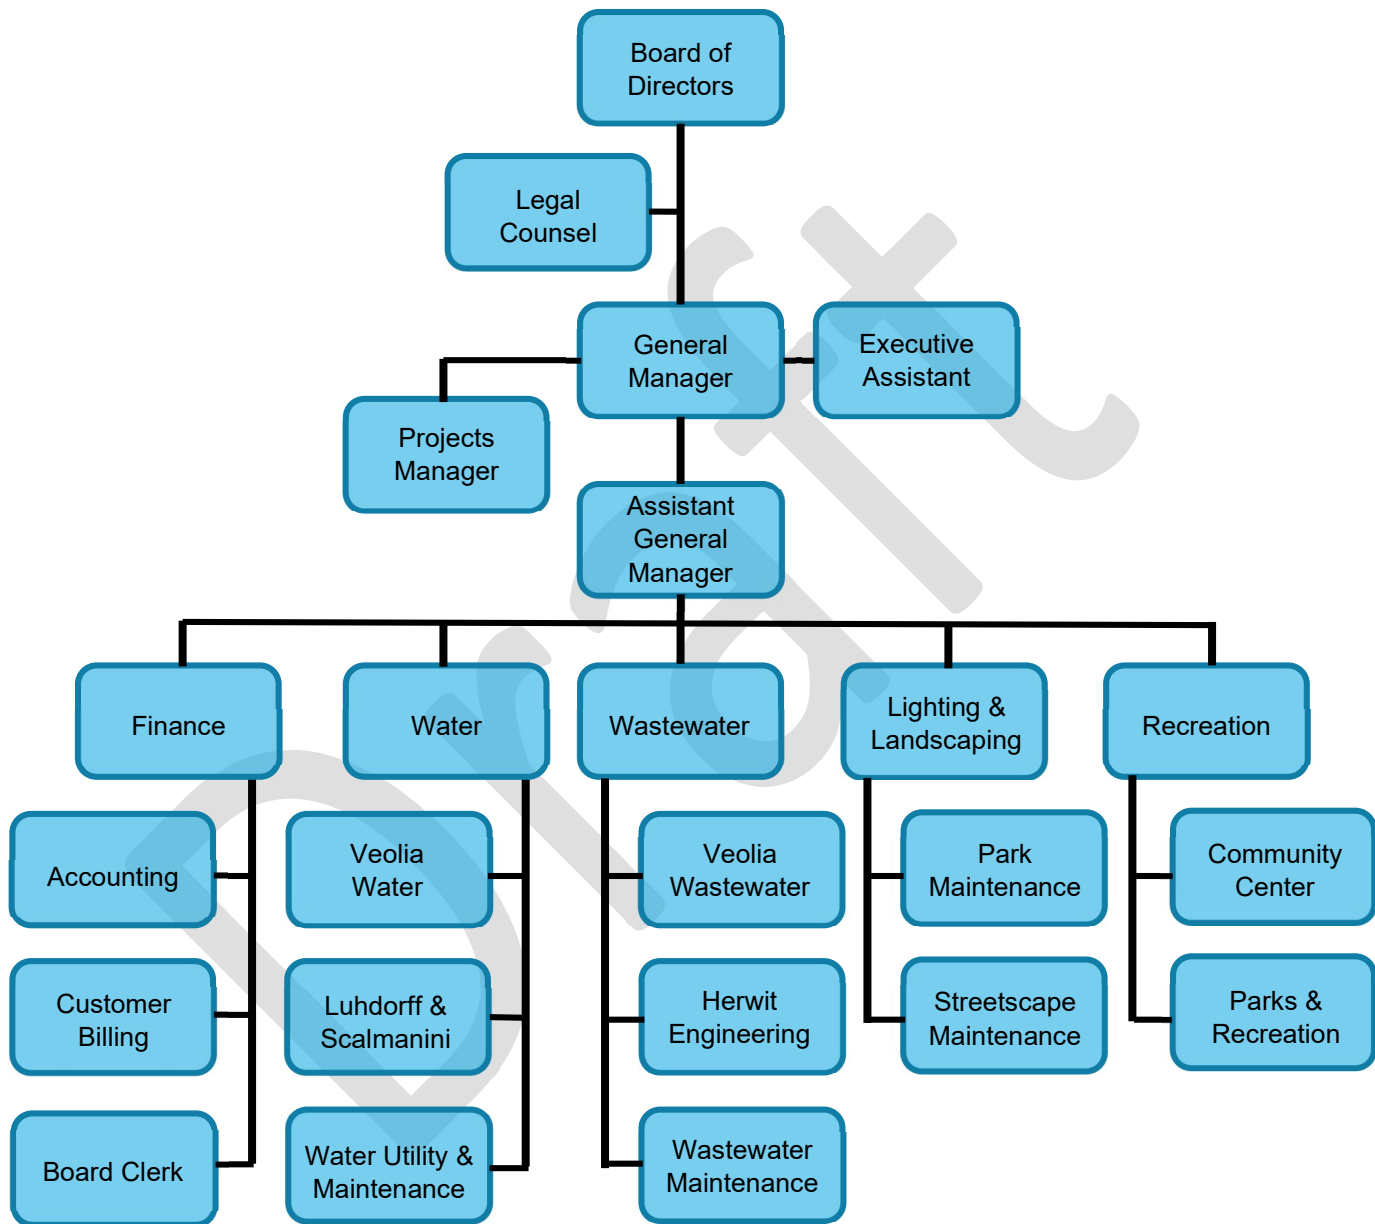 Board of
Directors
Legal
Counsel
General
Manager
Executive
Assistant
Projects
Manager
Assistant
General
Manager
Finance
Water
Wastewater
Lighting &
Landscaping
Recreation
Accounting
Veolia
Water
Veolia
Wastewater
Park
Maintenance
Community
Center
Customer
Billing
Luhdorff &
Scalmanini
Herwit
Engineering
Streetscape
Maintenance
Parks &
Recreation
Board Clerk
Water Utility &
Maintenance
Wastewater
Maintenance
Draft